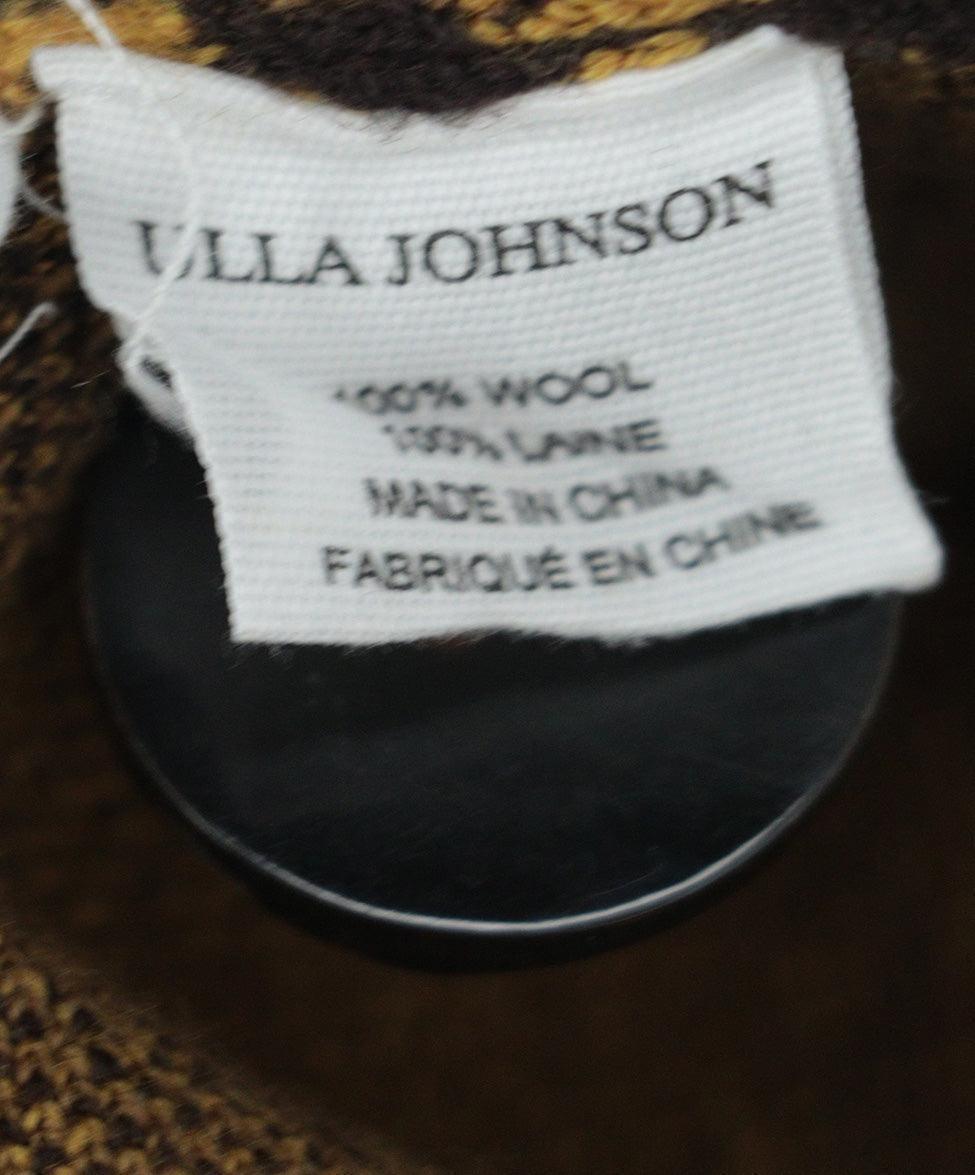 ULLA JOHNSON
100% WOOL
100% LAINE
MADE IN CHINA
FABRIQUÉ EN CHINE